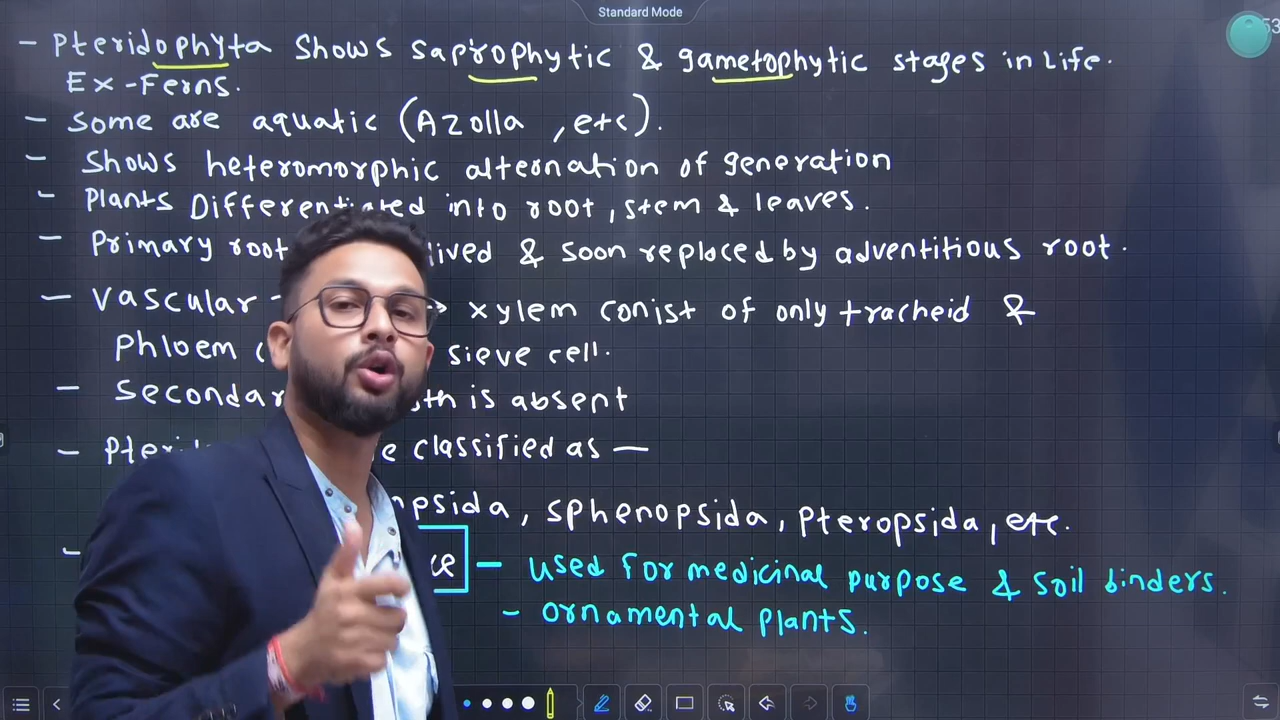 Standard Mode
53
- Pteridophyta shows saprophytic & gametophytic stages in Life.
Ex - Ferns.
- Some are aquatic (Azolla , etc).
- Shows heteromorphic alternation of generation
- Plants Differentiated into root, stem & leaves.
- Primary root lived & soon replaced by adventitious root.
- Vascular → xylem conist of only tracheid &
Phloem sieve cell.
- Secondary is absent
- classified as —
sphenopsida, pteropsida, etc.
- used for medicinal purpose & soil binders.
- ornamental plants.